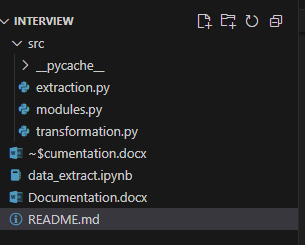 INTERVIEW
src
__pycache__
extraction.py
modules.py
transformation.py
~$cumentation.docx
data_extract.ipynb
Documentation.docx
README.md